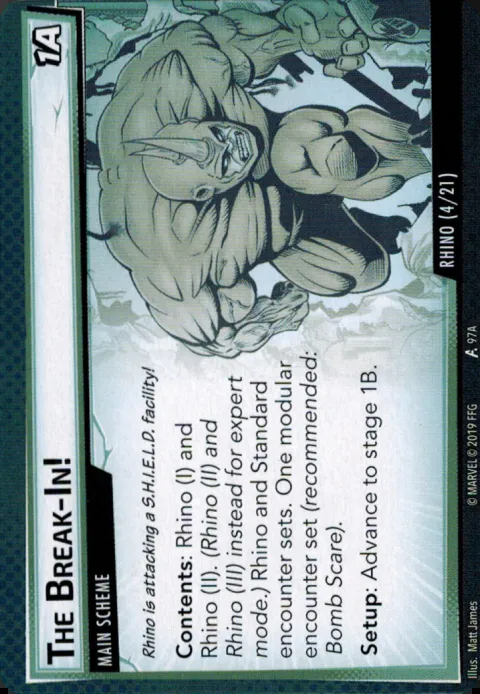 THE BREAK-IN!
1A
MAIN SCHEME
Rhino is attacking a S.H.I.E.L.D. facility!
Contents: Rhino (I) and
Rhino (II). (Rhino (II) and
Rhino (III) instead for expert
mode.) Rhino and Standard
encounter sets. One modular
encounter set (recommended:
Bomb Scare).
Setup: Advance to stage 1B.
RHINO (4/21)
Illus. Matt James
© MARVEL © 2019 FFG
97A